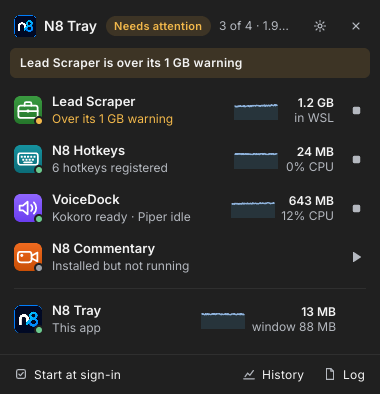 n8 N8 Tray Needs attention 3 of 4 · 1.9...
Lead Scraper is over its 1 GB warning
Lead Scraper 1.2 GB
Over its 1 GB warning in WSL
N8 Hotkeys 24 MB
6 hotkeys registered 0% CPU
VoiceDock 643 MB
Kokoro ready · Piper idle 12% CPU
N8 Commentary
Installed but not running
n8 N8 Tray 13 MB
This app window 88 MB
Start at sign-in History Log